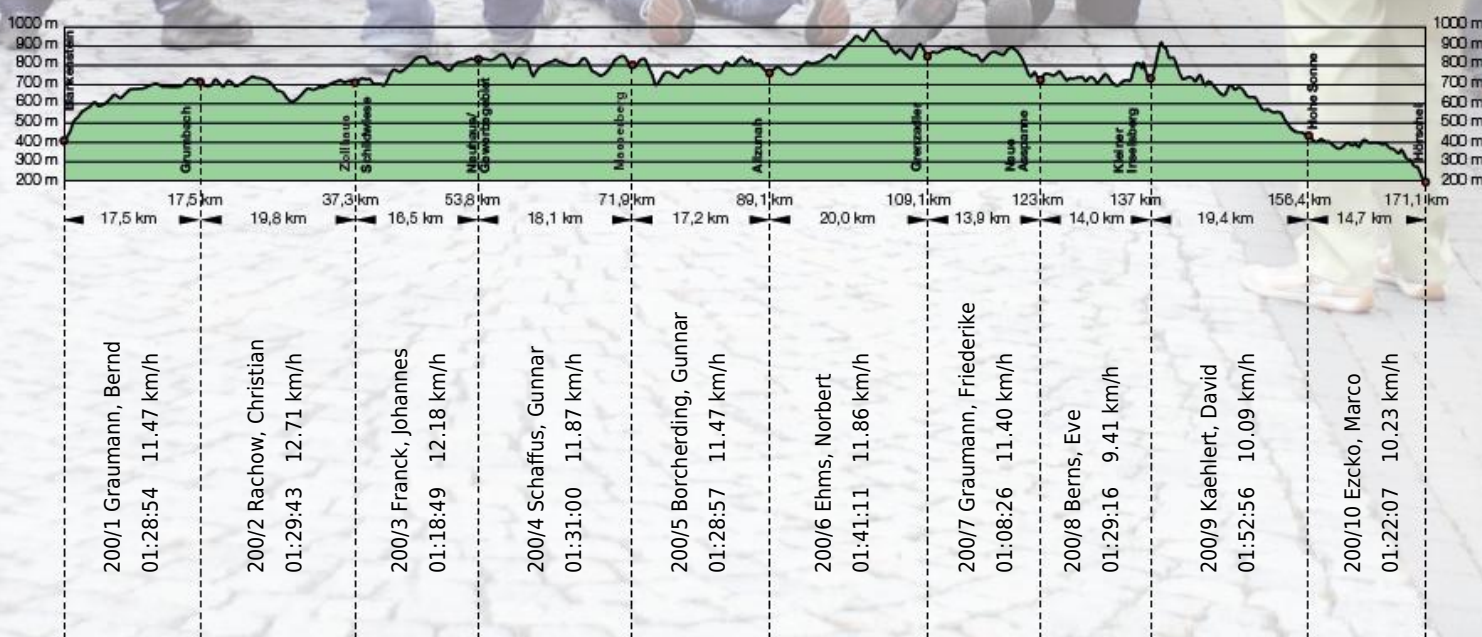 1000 m
900 m
800 m
700 m
600 m
500 m
400 m
300 m
200 m
1000 m
900 m
800 m
700 m
600 m
500 m
400 m
300 m
200 m
Blankenstein
Grumbach
Zollhaus
Schildwiese
Neuhaus/
Masserberg
Allzunah
Grenzadler
Neue
Ausspanne
Kleiner
Inselsberg
Hohe Sonne
Hörschel
17,5 km
37,3 km
53,8 km
71,9 km
89,1 km
109,1 km
123 km
137 km
156,4 km
171,1 km
17,5 km
19,8 km
16,5 km
18,1 km
17,2 km
20,0 km
13,9 km
14,0 km
19,4 km
14,7 km
200/1 Graumann, Bernd
01:28:54 11.47 km/h
200/2 Rachow, Christian
01:29:43 12.71 km/h
200/3 Franck, Johannes
01:18:49 12.18 km/h
200/4 Schaffus, Gunnar
01:31:00 11.87 km/h
200/5 Borcherding, Gunnar
01:28:57 11.47 km/h
200/6 Ehms, Norbert
01:41:11 11.86 km/h
200/7 Graumann, Friederike
01:08:26 11.40 km/h
200/8 Berns, Eve
01:29:16 9.41 km/h
200/9 Kaehlert, David
01:52:56 10.09 km/h
200/10 Ezcko, Marco
01:22:07 10.23 km/h